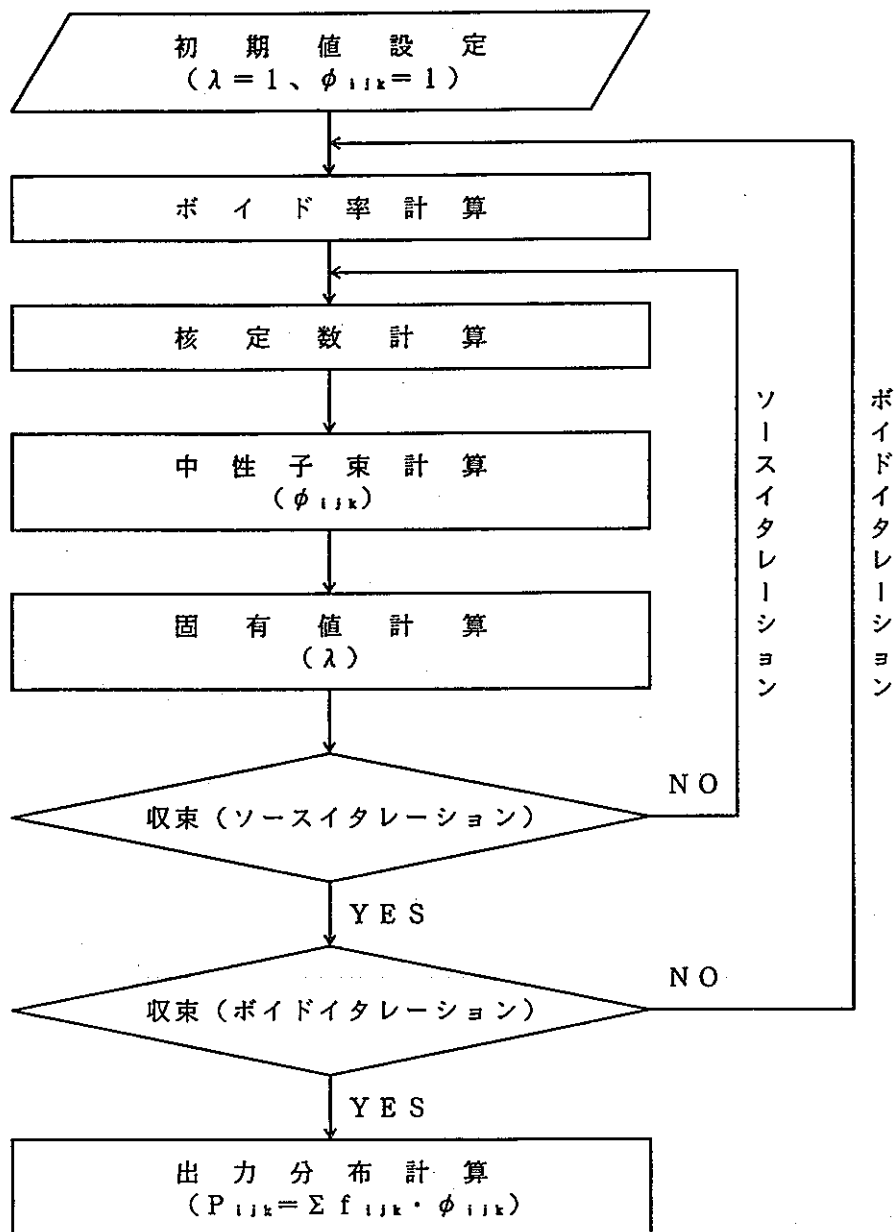 初期値設定
（λ＝1、φijk＝1）
ボイド率計算
核定数計算
中性子束計算
（φijk）
固有値計算
（λ）
収束（ソースイタレーション）
NO
YES
収束（ボイドイタレーション）
NO
YES
出力分布計算
（Pijk＝Σfijk・φijk）
ソースイタレーション
ボイドイタレーション